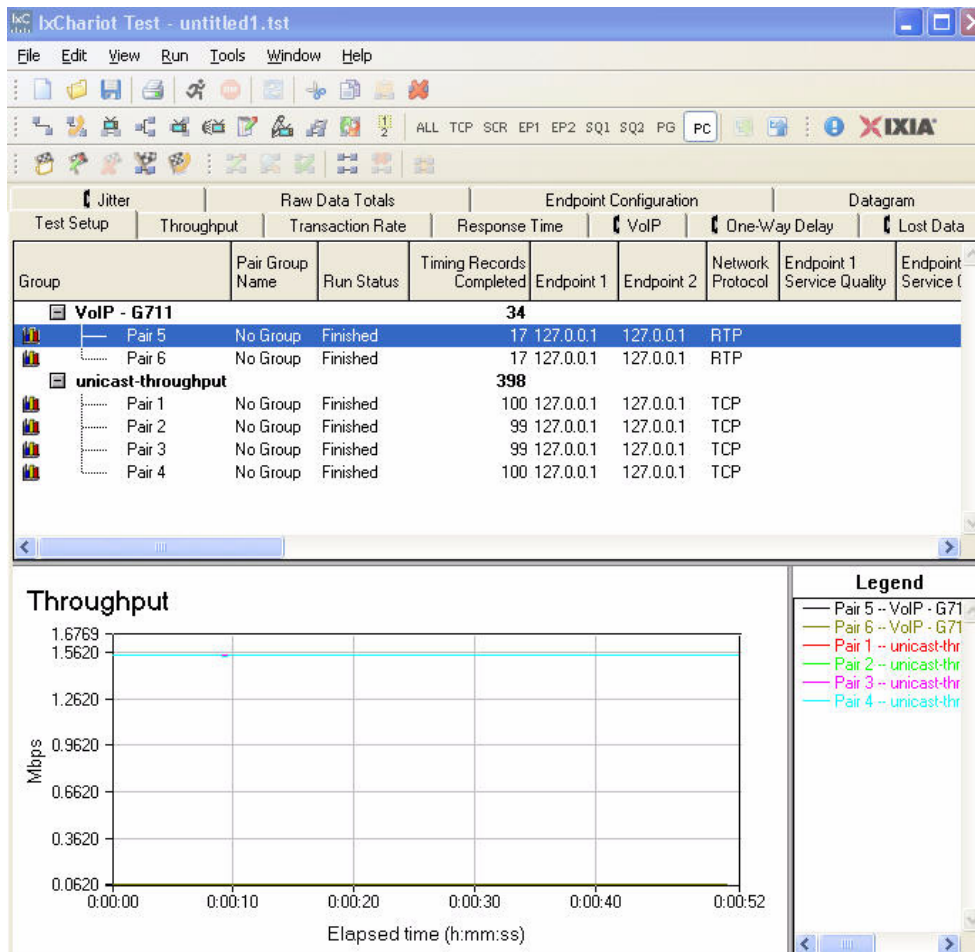 IxChariot Test - untitled1.tst
File Edit View Run Tools Window Help
ALL TCP SCR EP1 EP2 SQ1 SQ2 PG PC XIXIA
Jitter Raw Data Totals Endpoint Configuration Datagram
Test Setup Throughput Transaction Rate Response Time VoIP One-Way Delay Lost Data
Group Pair Group Name Run Status Timing Records Completed Endpoint 1 Endpoint 2 Network Protocol Endpoint 1 Service Quality Endpoint Service
VoIP - G711 34
Pair 5 No Group Finished 17 127.0.0.1 127.0.0.1 RTP
Pair 6 No Group Finished 17 127.0.0.1 127.0.0.1 RTP
unicast-throughput 398
Pair 1 No Group Finished 100 127.0.0.1 127.0.0.1 TCP
Pair 2 No Group Finished 99 127.0.0.1 127.0.0.1 TCP
Pair 3 No Group Finished 99 127.0.0.1 127.0.0.1 TCP
Pair 4 No Group Finished 100 127.0.0.1 127.0.0.1 TCP
Throughput
1.6769
1.5620
1.2620
0.9620
0.6620
0.3620
0.0620
Mbps
0:00:00 0:00:10 0:00:20 0:00:30 0:00:40 0:00:52
Elapsed time (h:mm:ss)
Legend
Pair 5 -- VoIP - G71
Pair 6 -- VoIP - G71
Pair 1 -- unicast-thr
Pair 2 -- unicast-thr
Pair 3 -- unicast-thr
Pair 4 -- unicast-thr